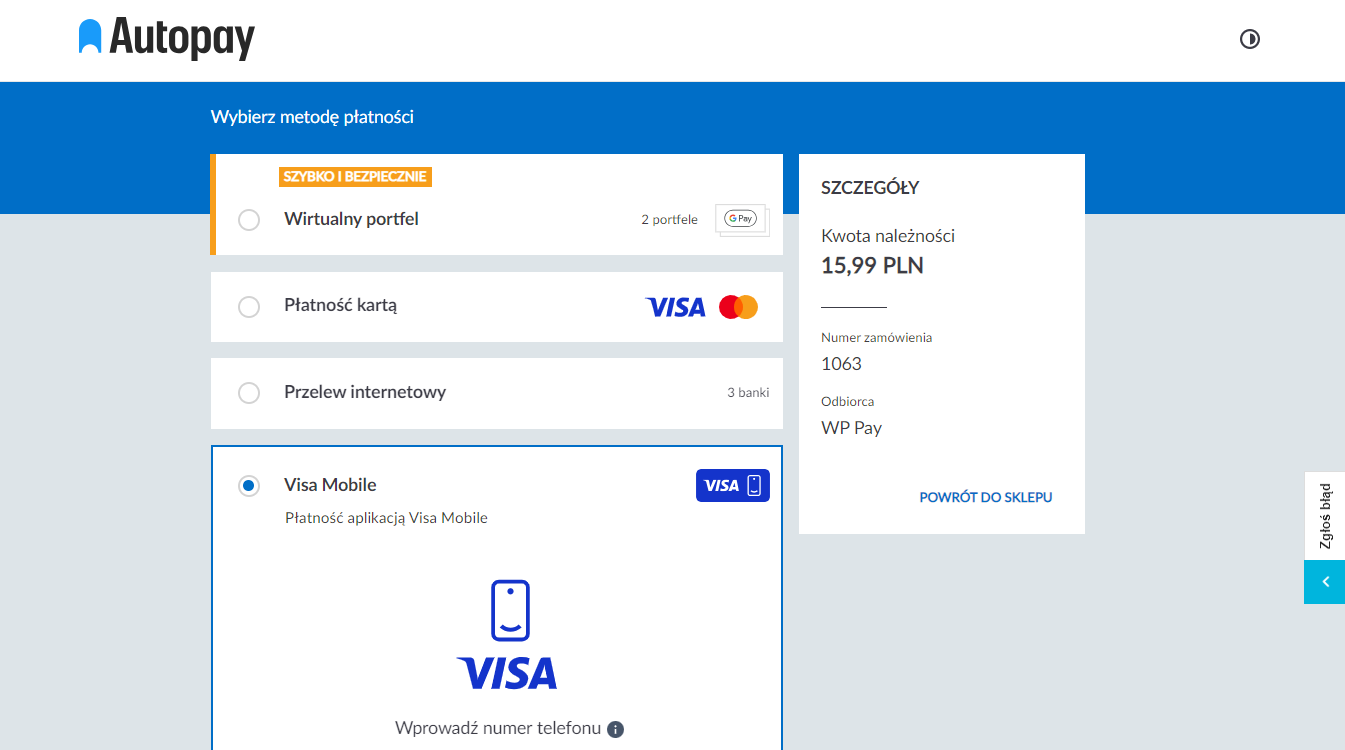 Autopay
Wybierz metodę płatności
SZYBKO I BEZPIECZNIE
Wirtualny portfel
2 portfele
G Pay
Płatność kartą
VISA
Przelew internetowy
3 banki
Visa Mobile
VISA
Płatność aplikacją Visa Mobile
VISA
Wprowadź numer telefonu
SZCZEGÓŁY
Kwota należności
15,99 PLN
Numer zamówienia
1063
Odbiorca
WP Pay
POWRÓT DO SKLEPU
Zgłoś błąd